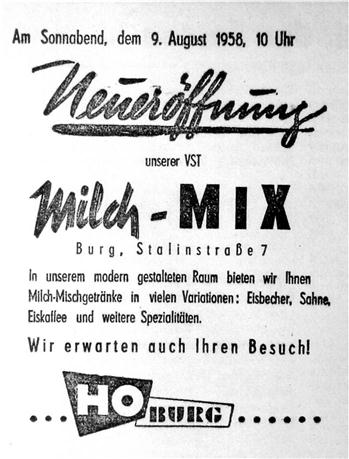 Am Sonnabend, dem 9. August 1958, 10 Uhr
Neueröffnung
unserer VST
Milch-MIX
Burg, Stalinstraße 7
In unserem modern gestalteten Raum bieten wir Ihnen
Milch-Mischgetränke in vielen Variationen: Eisbecher, Sahne,
Eiskaffee und weitere Spezialitäten.
Wir erwarten auch Ihren Besuch!
HO
BURG